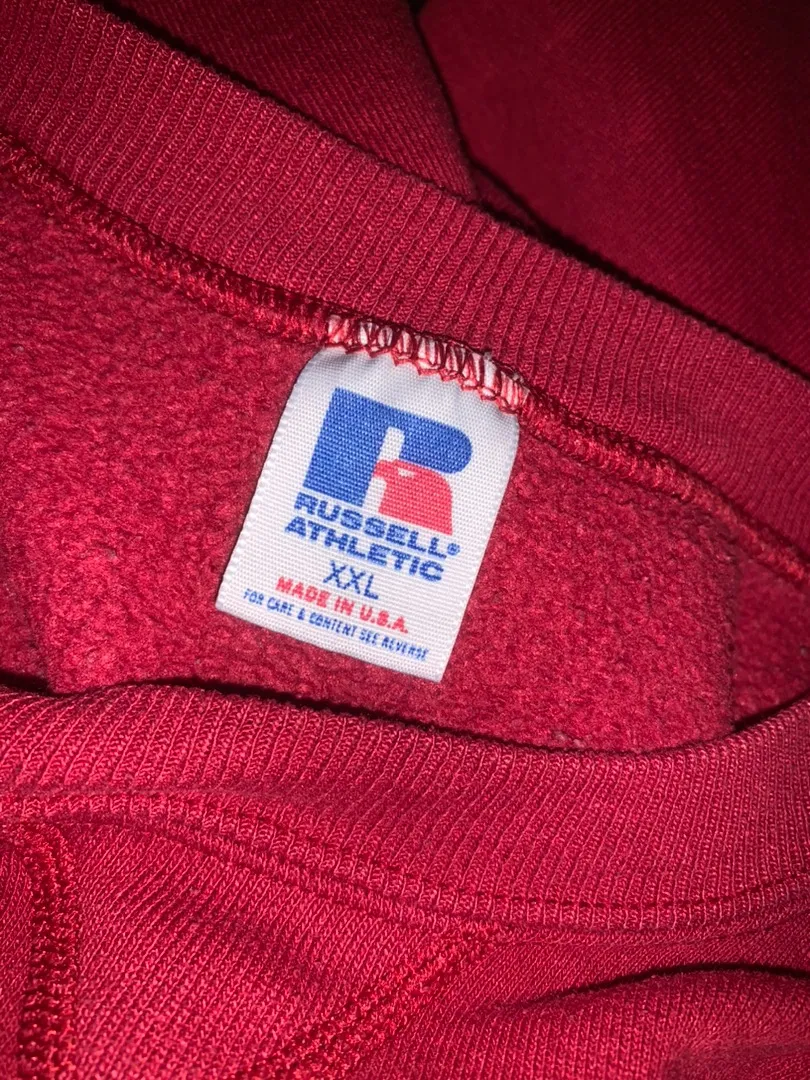 R
RUSSELL®
ATHLETIC
XXL
MADE IN U.S.A.
FOR CARE & CONTENT SEE REVERSE